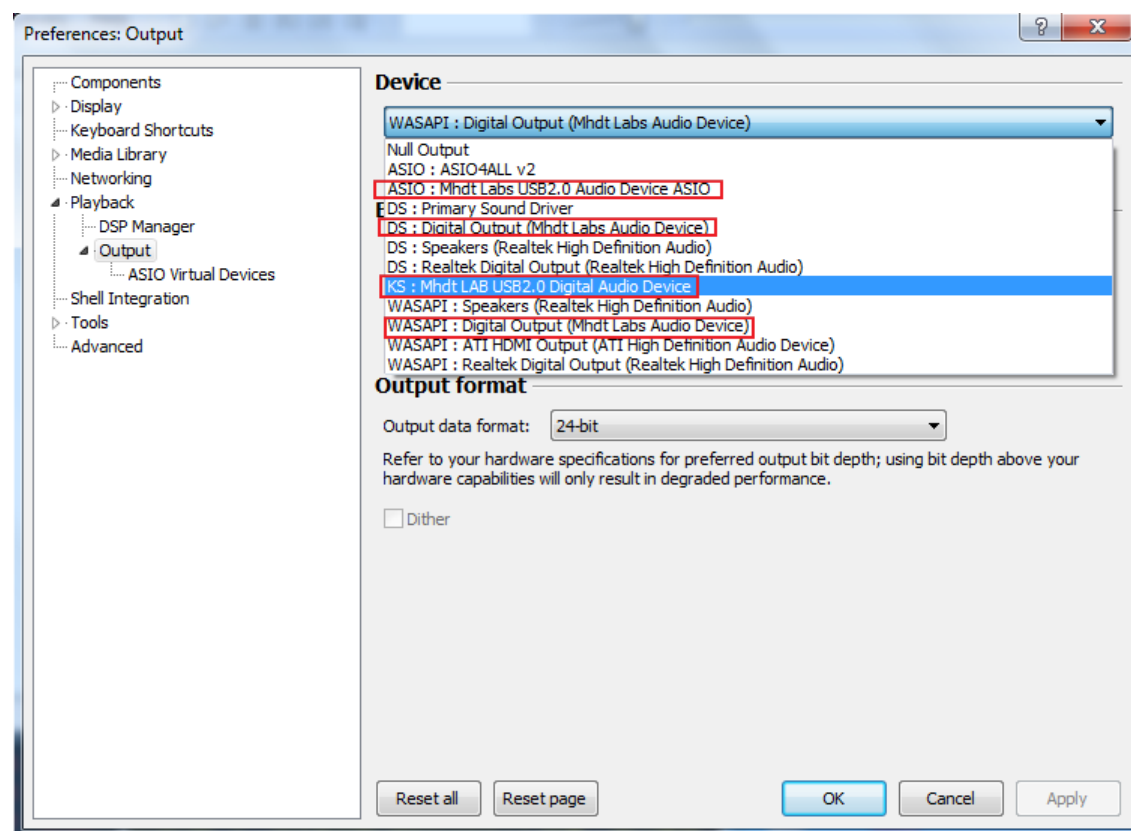 Preferences: Output
Components
Display
Keyboard Shortcuts
Media Library
Networking
Playback
DSP Manager
Output
ASIO Virtual Devices
Shell Integration
Tools
Advanced
Device
WASAPI : Digital Output (Mhdt Labs Audio Device)
Null Output
ASIO : ASIO4ALL v2
ASIO : Mhdt Labs USB2.0 Audio Device ASIO
DS : Primary Sound Driver
DS : Digital Output (Mhdt Labs Audio Device)
DS : Speakers (Realtek High Definition Audio)
DS : Realtek Digital Output (Realtek High Definition Audio)
KS : Mhdt LAB USB2.0 Digital Audio Device
WASAPI : Speakers (Realtek High Definition Audio)
WASAPI : Digital Output (Mhdt Labs Audio Device)
WASAPI : ATI HDMI Output (ATI High Definition Audio Device)
WASAPI : Realtek Digital Output (Realtek High Definition Audio)
Output format
Output data format: 24-bit
Refer to your hardware specifications for preferred output bit depth; using bit depth above your
hardware capabilities will only result in degraded performance.
Dither
Reset all Reset page OK Cancel Apply